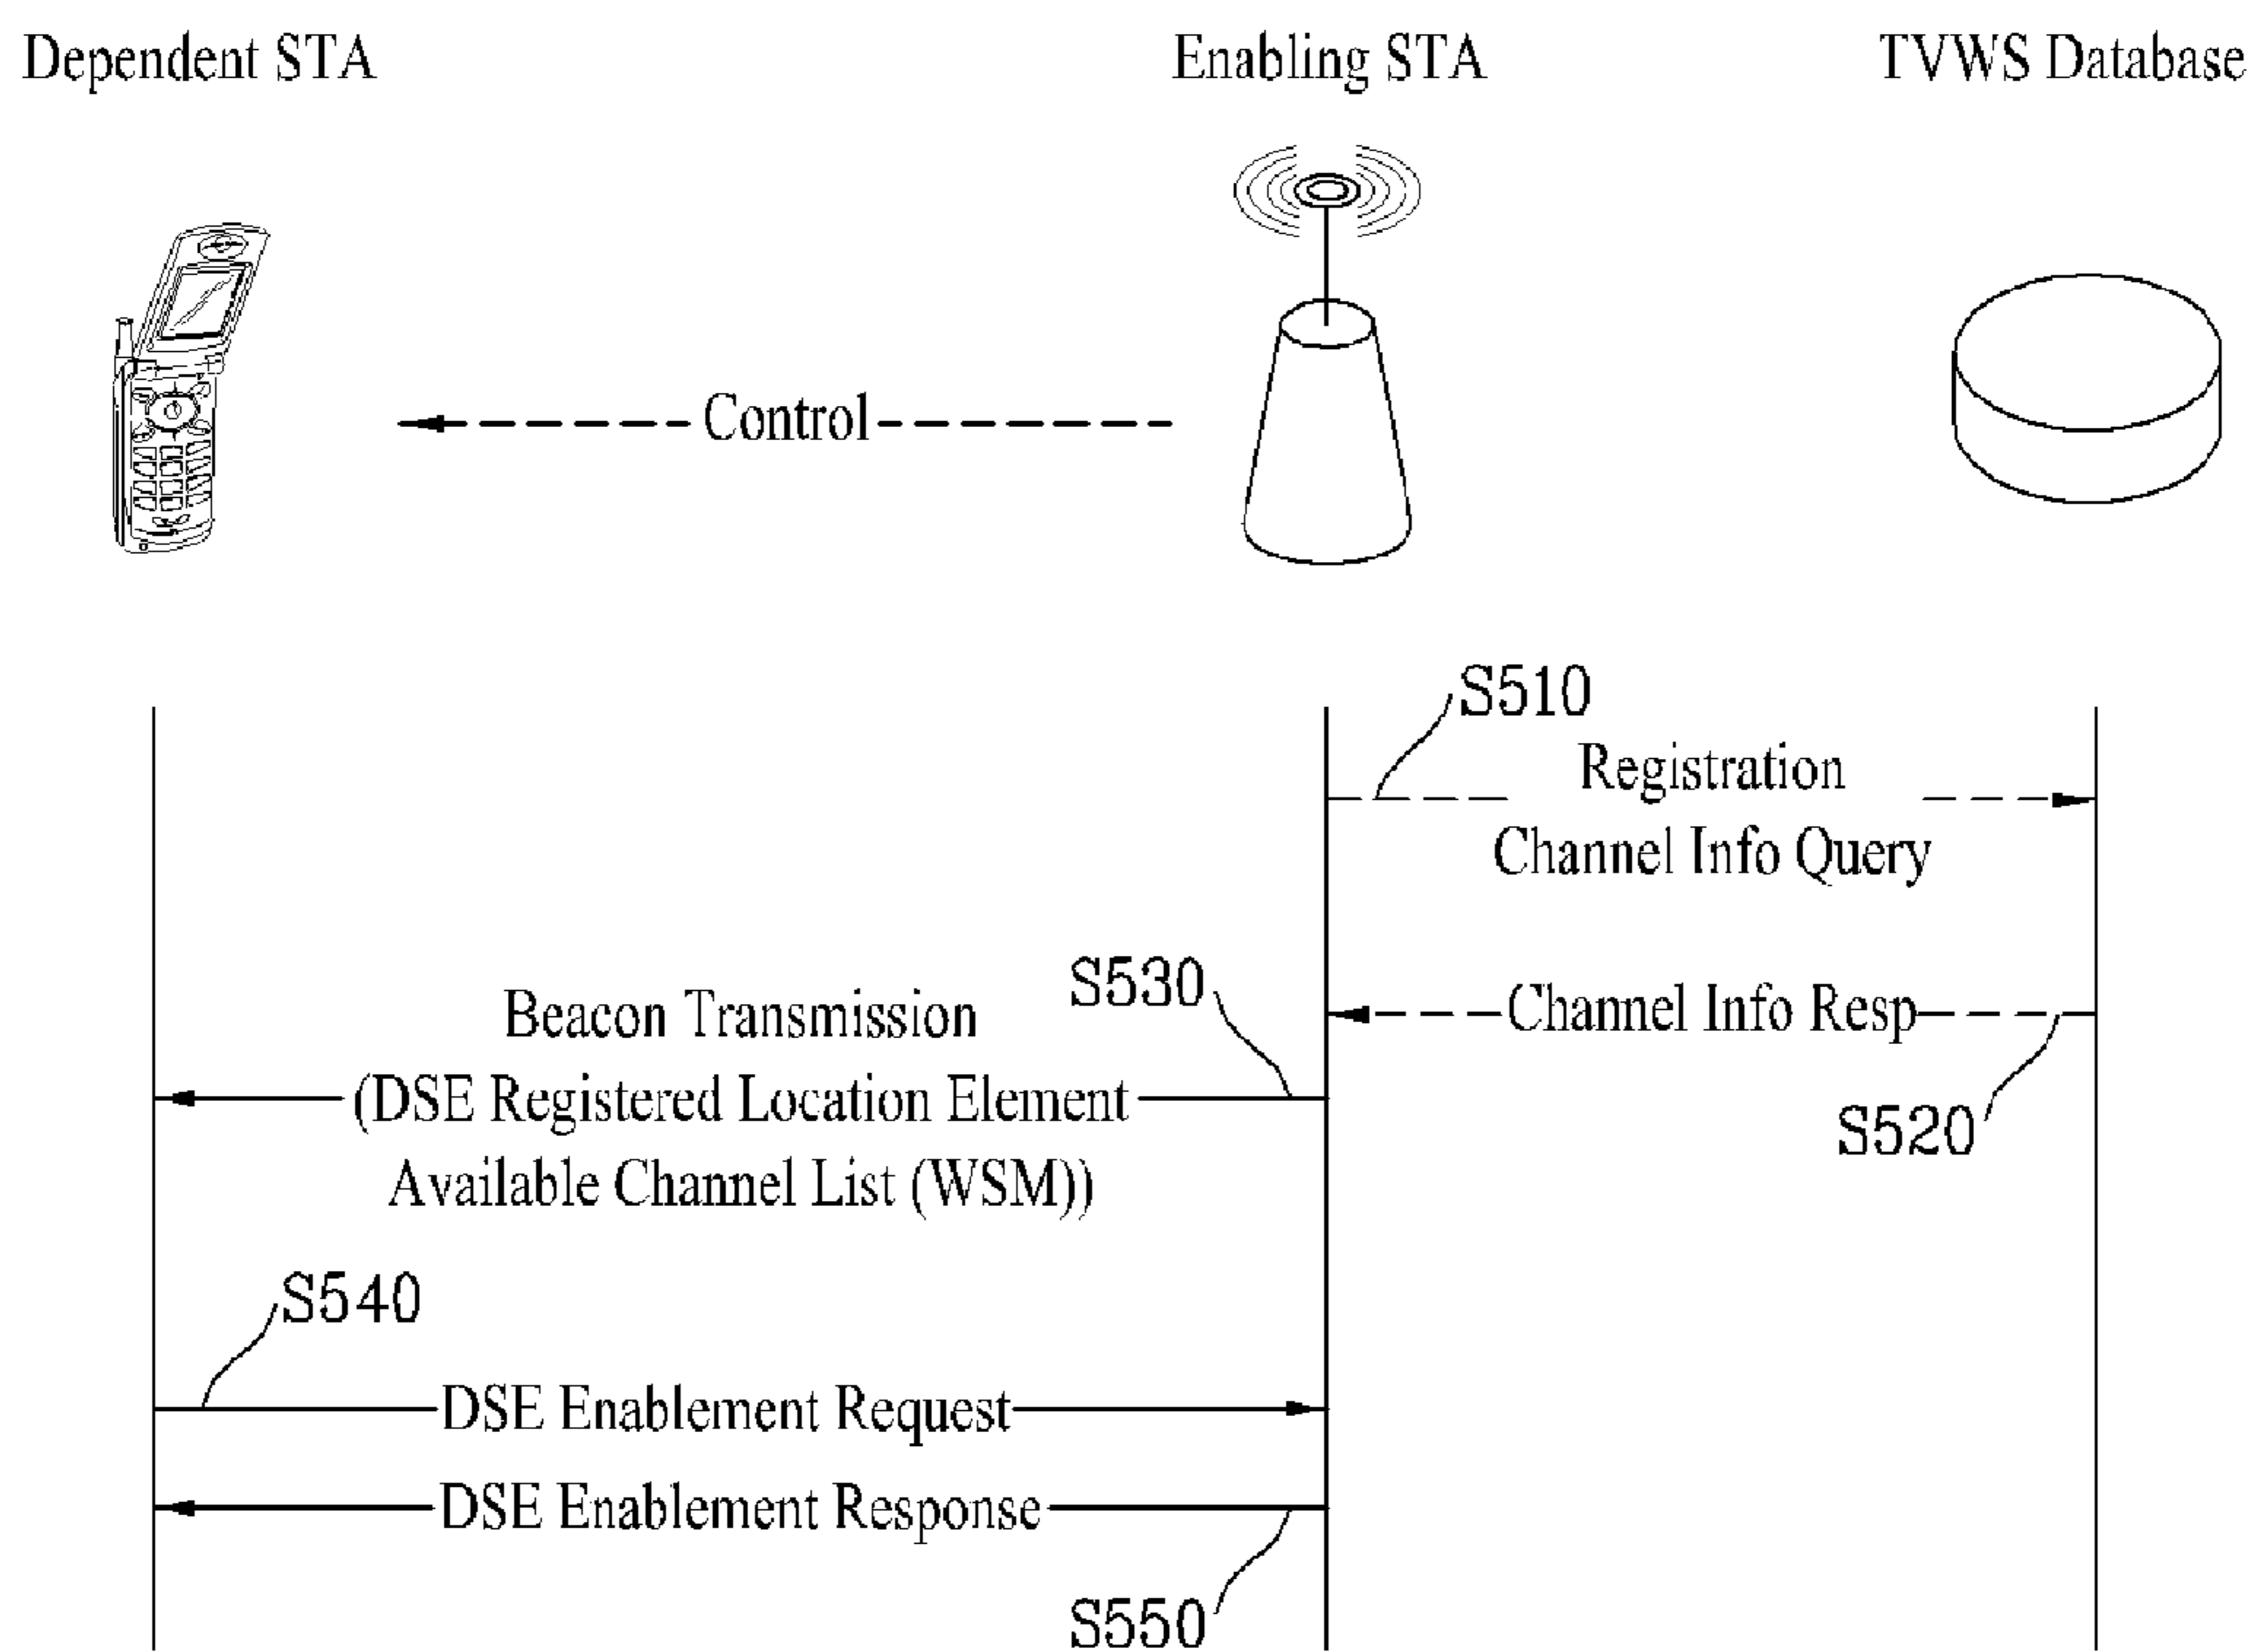 Dependent STA
Enabling STA
TVWS Database
Control
S510
Registration
Channel Info Query
S530
Channel Info Resp
S520
Beacon Transmission
(DSE Registered Location Element
Available Channel List (WSM))
S540
DSE Enablement Request
DSE Enablement Response
S550